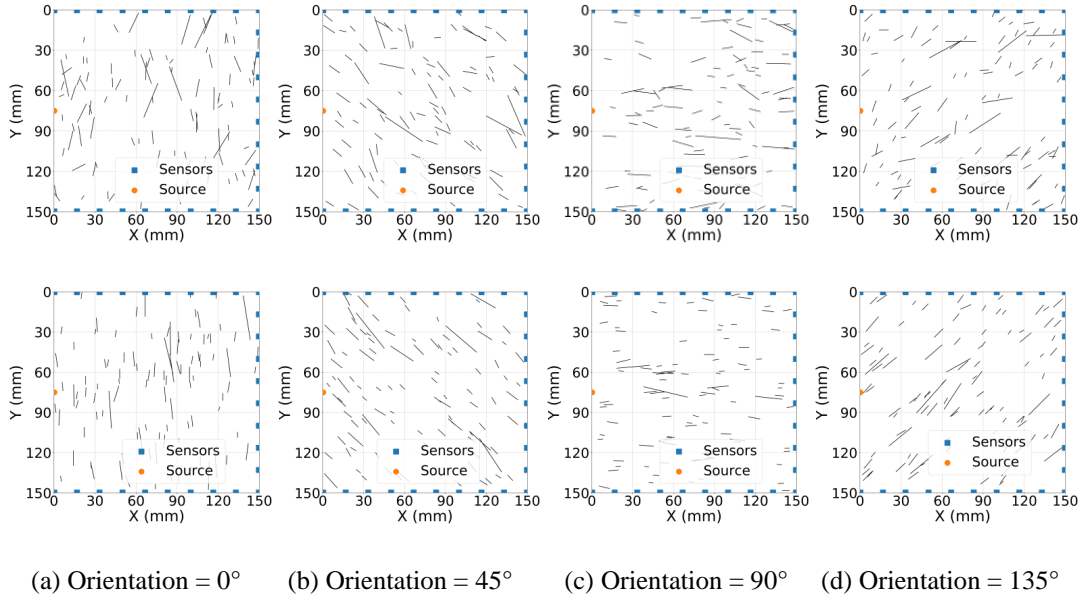 0
30
60
90
120
150
Y (mm)
0 30 60 90 120 150
X (mm)
Sensors
Source
0
30
60
90
120
150
Y (mm)
0 30 60 90 120 150
X (mm)
Sensors
Source
0
30
60
90
120
150
Y (mm)
0 30 60 90 120 150
X (mm)
Sensors
Source
0
30
60
90
120
150
Y (mm)
0 30 60 90 120 150
X (mm)
Sensors
Source
0
30
60
90
120
150
Y (mm)
0 30 60 90 120 150
X (mm)
Sensors
Source
0
30
60
90
120
150
Y (mm)
0 30 60 90 120 150
X (mm)
Sensors
Source
0
30
60
90
120
150
Y (mm)
0 30 60 90 120 150
X (mm)
Sensors
Source
0
30
60
90
120
150
Y (mm)
0 30 60 90 120 150
X (mm)
Sensors
Source
(a) Orientation = 0°
(b) Orientation = 45°
(c) Orientation = 90°
(d) Orientation = 135°